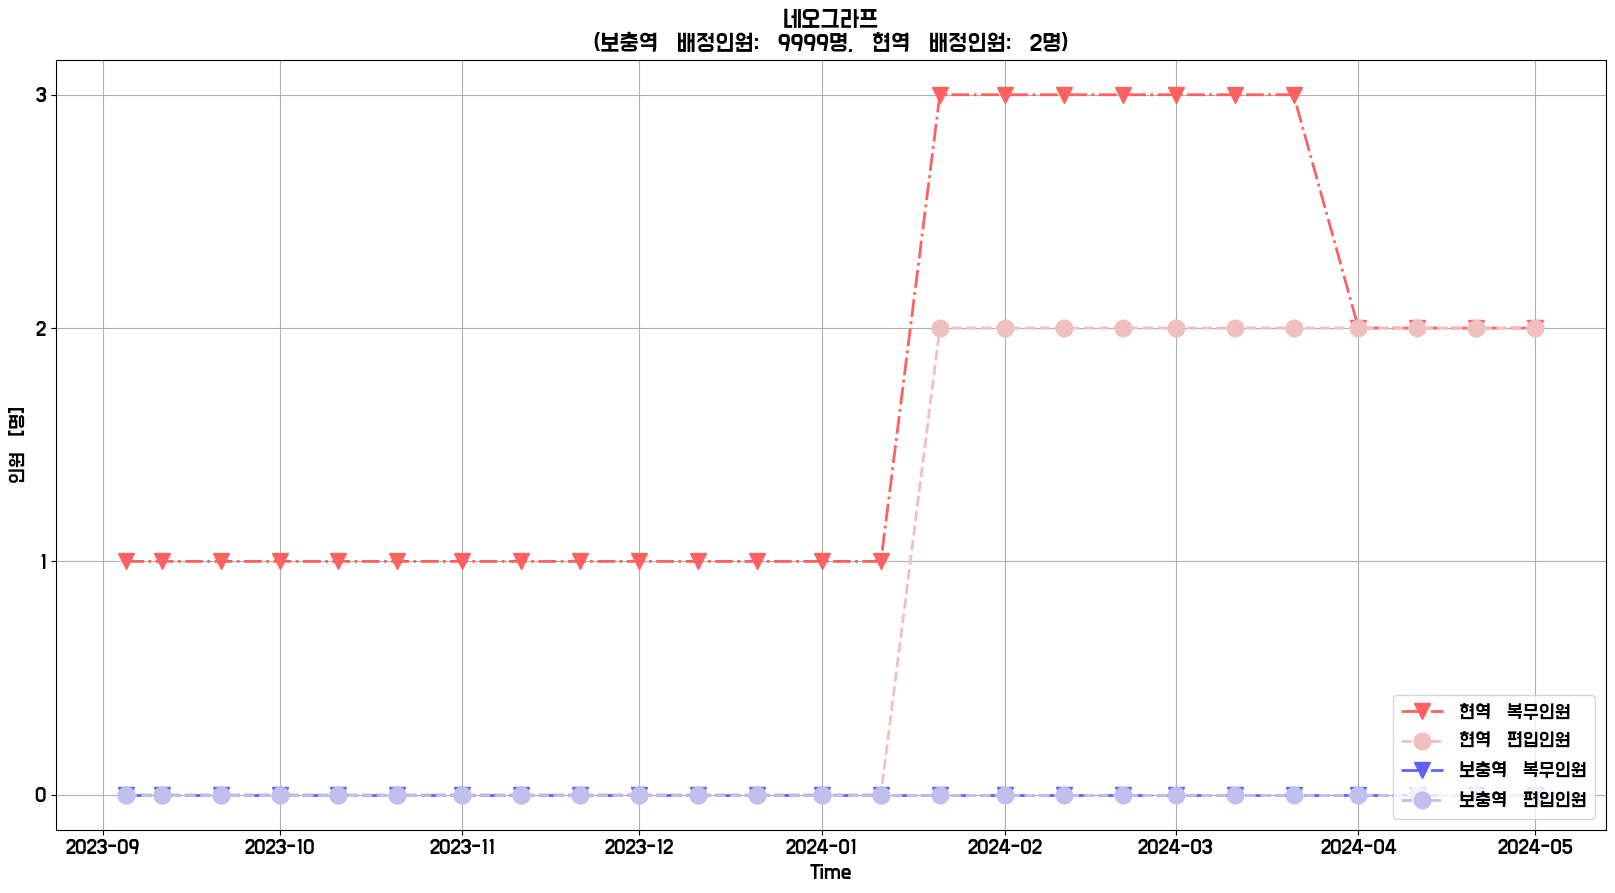 네오그라프
(보충역 배정인원: 9999명, 현역 배정인원: 2명)
인원 [명]
3
2
1
0
현역 복무인원
현역 편입인원
보충역 복무인원
보충역 편입인원
2023-09 2023-10 2023-11 2023-12 2024-01 2024-02 2024-03 2024-04 2024-05
Time